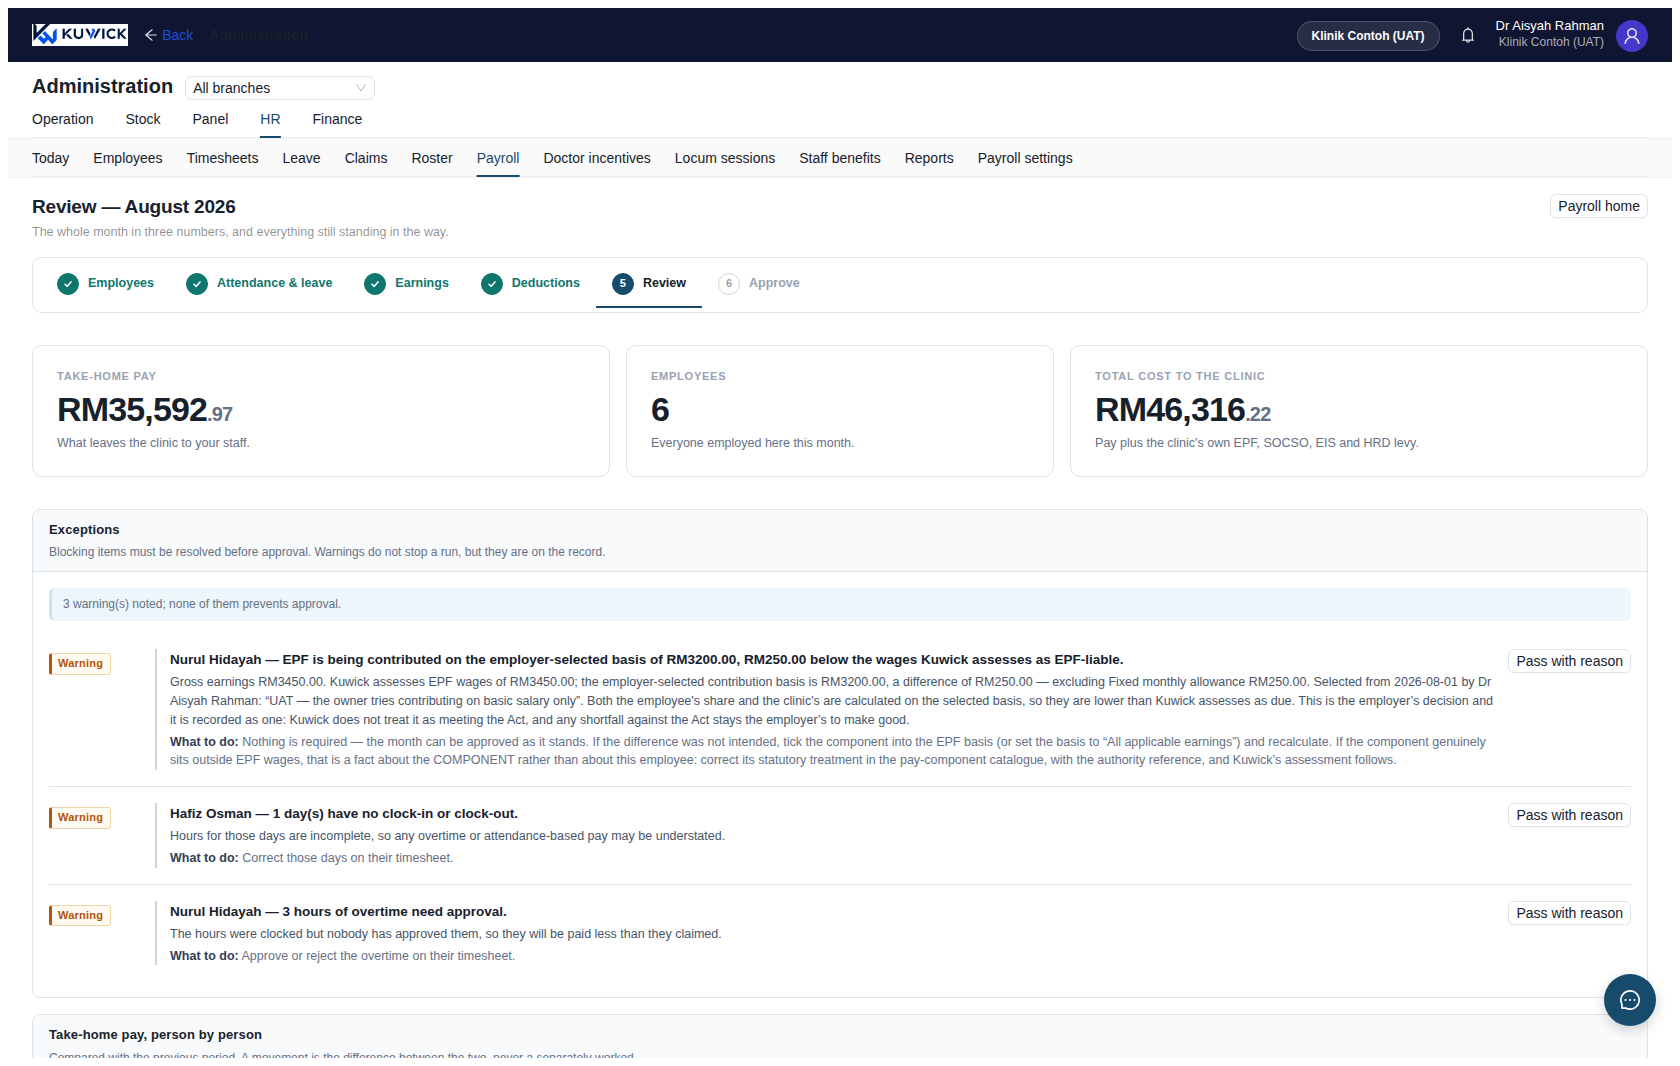 KUWICK
Back Administration
Klinik Contoh (UAT)
Dr Aisyah Rahman
Klinik Contoh (UAT)
Administration
All branches
Operation Stock Panel HR Finance
Today Employees Timesheets Leave Claims Roster Payroll Doctor incentives Locum sessions Staff benefits Reports Payroll settings
Review — August 2026
Payroll home
The whole month in three numbers, and everything still standing in the way.
Employees Attendance & leave Earnings Deductions 5 Review 6 Approve
TAKE-HOME PAY
RM35,592.97
What leaves the clinic to your staff.
EMPLOYEES
6
Everyone employed here this month.
TOTAL COST TO THE CLINIC
RM46,316.22
Pay plus the clinic's own EPF, SOCSO, EIS and HRD levy.
Exceptions
Blocking items must be resolved before approval. Warnings do not stop a run, but they are on the record.
3 warning(s) noted; none of them prevents approval.
Warning
Nurul Hidayah — EPF is being contributed on the employer-selected basis of RM3200.00, RM250.00 below the wages Kuwick assesses as EPF-liable.
Pass with reason
Gross earnings RM3450.00. Kuwick assesses EPF wages of RM3450.00; the employer-selected contribution basis is RM3200.00, a difference of RM250.00 — excluding Fixed monthly allowance RM250.00. Selected from 2026-08-01 by Dr
Aisyah Rahman: “UAT — the owner tries contributing on basic salary only”. Both the employee's share and the clinic's are calculated on the selected basis, so they are lower than Kuwick assesses as due. This is the employer’s decision and
it is recorded as one: Kuwick does not treat it as meeting the Act, and any shortfall against the Act stays the employer’s to make good.
What to do: Nothing is required — the month can be approved as it stands. If the difference was not intended, tick the component into the EPF basis (or set the basis to “All applicable earnings”) and recalculate. If the component genuinely
sits outside EPF wages, that is a fact about the COMPONENT rather than about this employee: correct its statutory treatment in the pay-component catalogue, with the authority reference, and Kuwick’s assessment follows.
Warning
Hafiz Osman — 1 day(s) have no clock-in or clock-out.
Pass with reason
Hours for those days are incomplete, so any overtime or attendance-based pay may be understated.
What to do: Correct those days on their timesheet.
Warning
Nurul Hidayah — 3 hours of overtime need approval.
Pass with reason
The hours were clocked but nobody has approved them, so they will be paid less than they claimed.
What to do: Approve or reject the overtime on their timesheet.
Take-home pay, person by person
Compared with the previous period. A movement is the difference between the two, never a separately worked